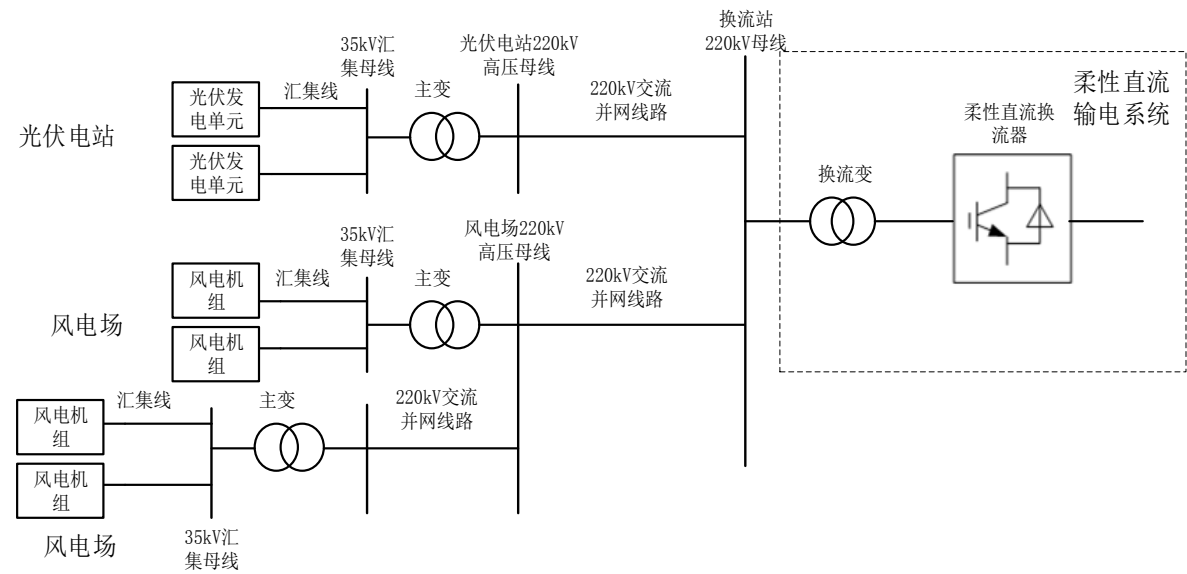 换流站
220kV母线
35kV汇
集母线
光伏电站220kV
高压母线
柔性直流
输电系统
光伏发
电单元
汇集线
主变
220kV交流
并网线路
柔性直流换
流器
光伏电站
光伏发
电单元
换流变
35kV汇
集母线
风电场220kV
高压母线
风电机
组
汇集线
主变
220kV交流
并网线路
风电场
风电机
组
汇集线
主变
220kV交流
并网线路
风电机
组
风电机
组
风电场
35kV汇
集母线